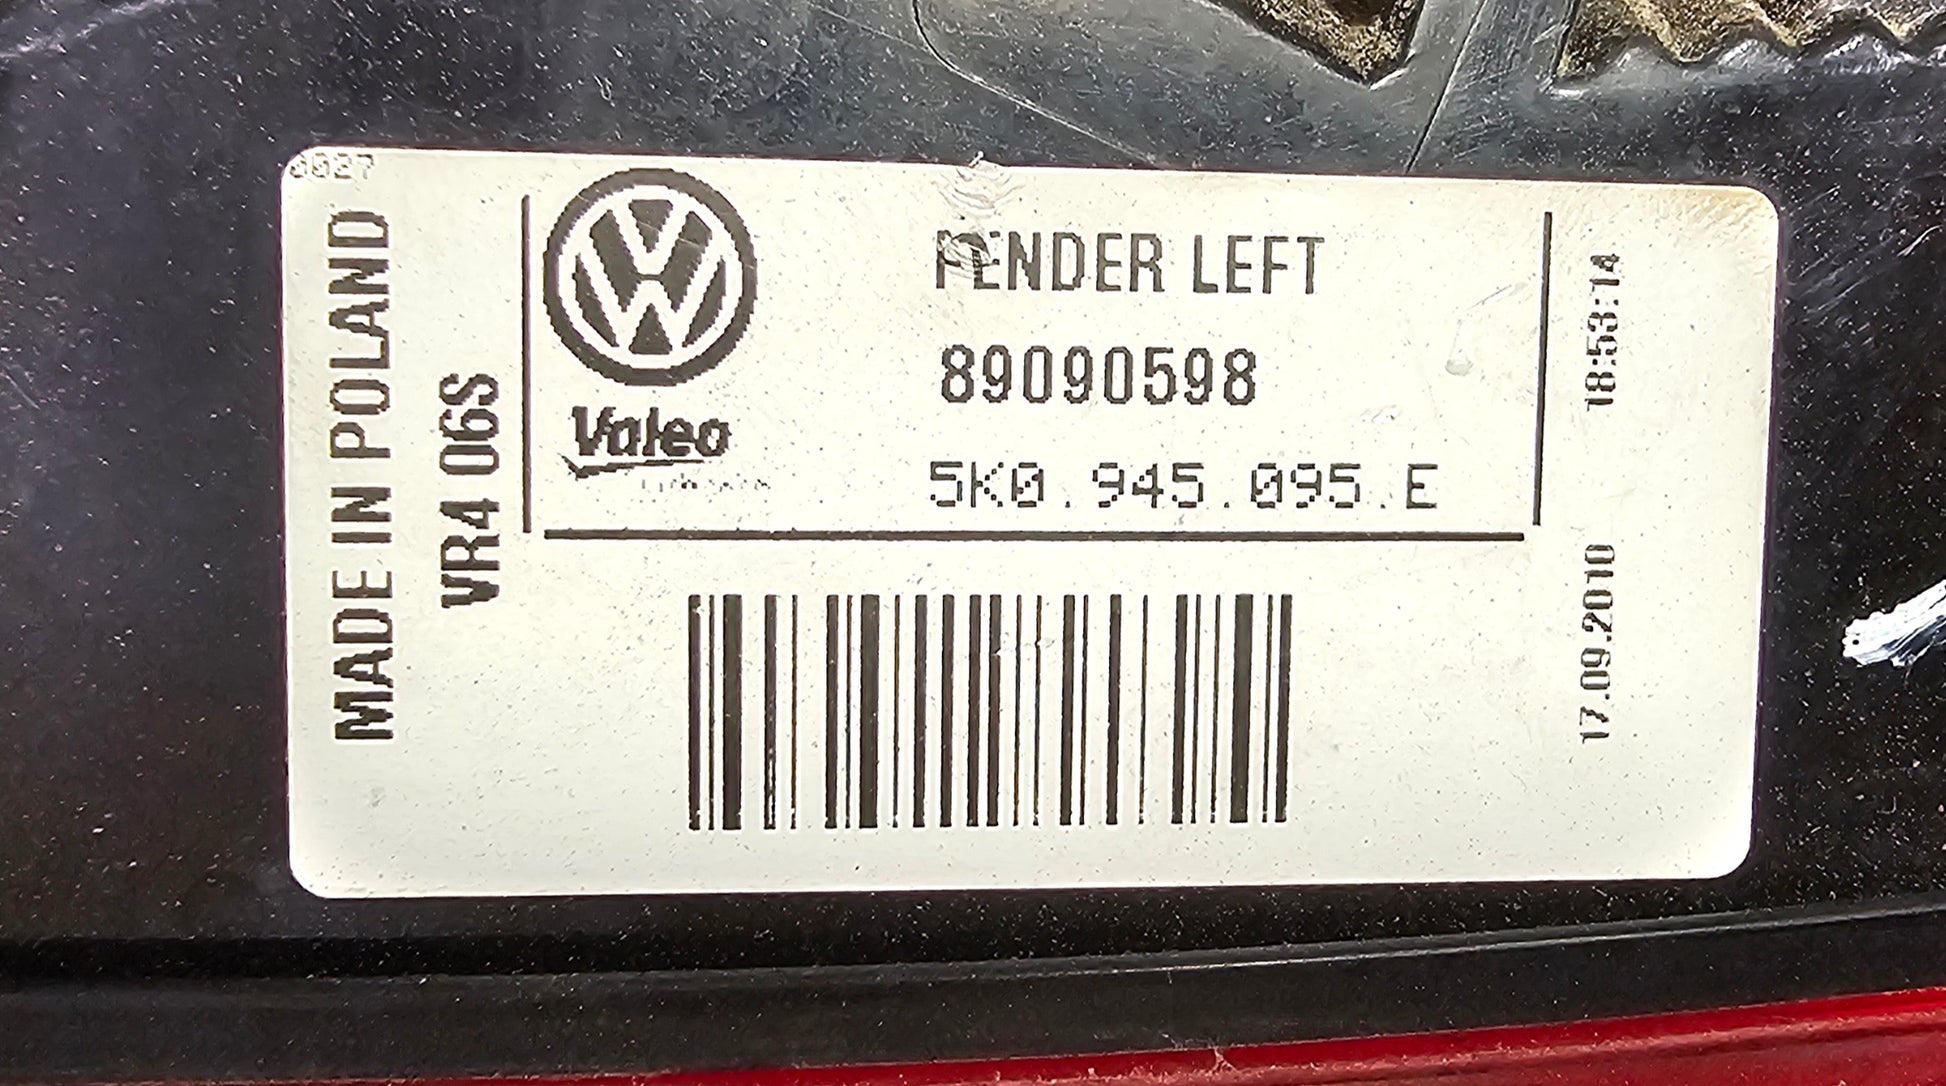 0027
MADE IN POLAND
VR4 06S
Valeo
FENDER LEFT
89090598
5K0.945.095.E
18:53:14
17.09.2010